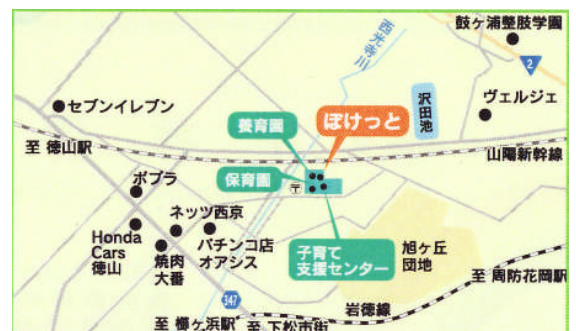 鼓ヶ浦整肢学園
西光寺川
2
沢田池
セブンイレブン
ヴェルジェ
養育園
ぽけっと
至 徳山駅
山陽新幹線
ポプラ
保育園
〒
ネッツ西京
Honda
Cars
徳山
焼肉
大番
パチンコ店
オアシス
子育て
支援センター
旭ヶ丘
団地
至 周防花岡駅
347
岩徳線
至 櫛ヶ浜駅
至 下松市街